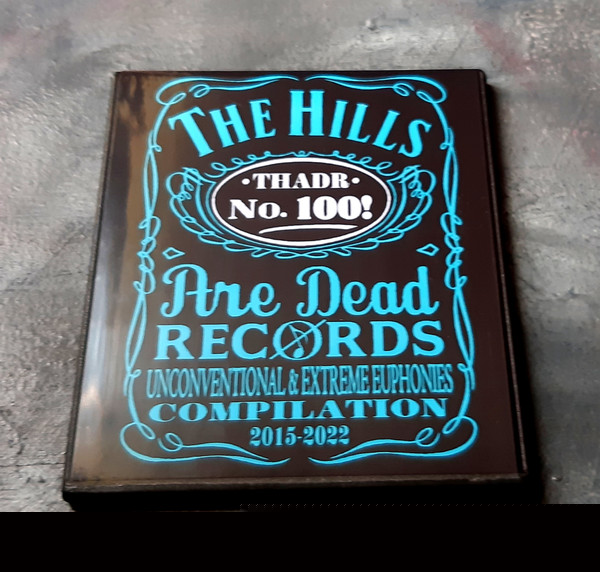 THE HILLS
• THADR •
No. 100!
Are Dead
RECORDS
UNCONVENTIONAL & EXTREME EUPHONIES
COMPILATION
2015-2022